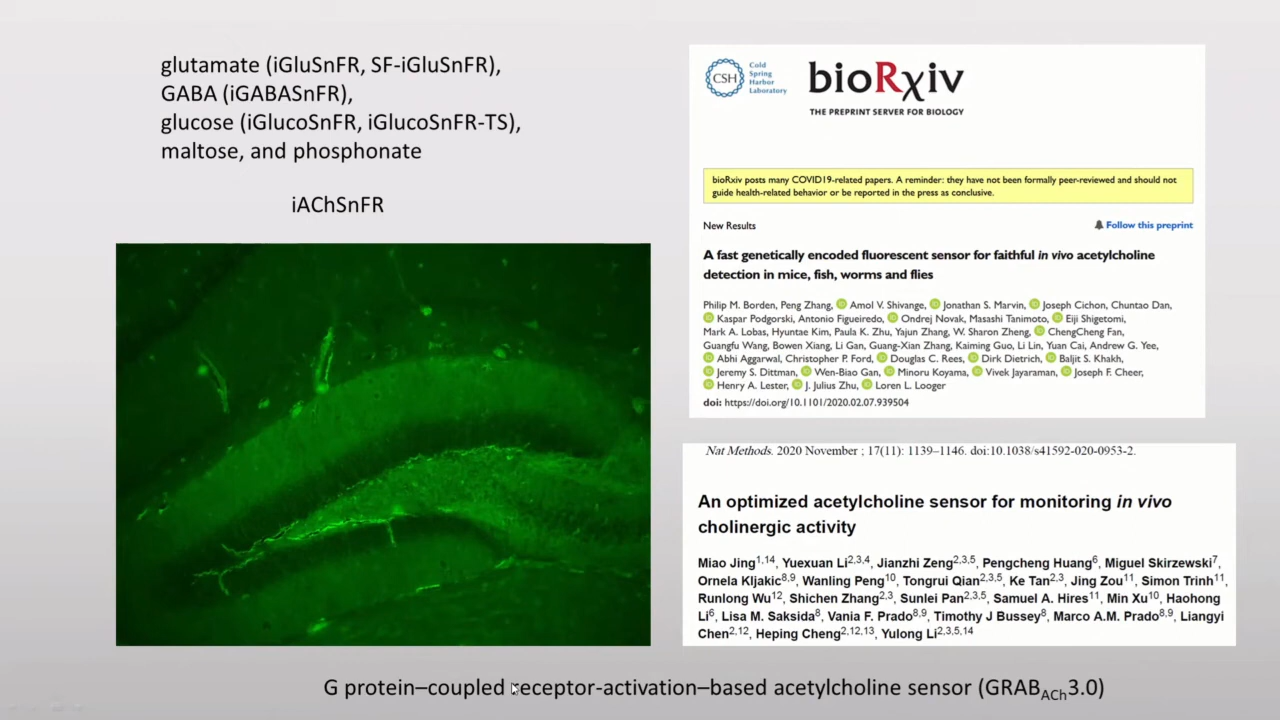 glutamate (iGluSnFR, SF-iGluSnFR),
GABA (iGABASnFR),
glucose (iGlucoSnFR, iGlucoSnFR-TS),
maltose, and phosphonate
iAChSnFR
CSH Cold Spring Harbor Laboratory
bioRxiv
THE PREPRINT SERVER FOR BIOLOGY
bioRxiv posts many COVID19-related papers. A reminder: they have not been formally peer-reviewed and should not
guide health-related behavior or be reported in the press as conclusive.
New Results
Follow this preprint
A fast genetically encoded fluorescent sensor for faithful in vivo acetylcholine
detection in mice, fish, worms and flies
Philip M. Borden, Peng Zhang, Amol V. Shivange, Jonathan S. Marvin, Joseph Cichon, Chuntao Dan,
Kaspar Podgorski, Antonio Figueiredo, Ondrej Novak, Masashi Tanimoto, Eiji Shigetomi,
Mark A. Lobas, Hyuntae Kim, Paula K. Zhu, Yajun Zhang, W. Sharon Zheng, ChengCheng Fan,
Guangfu Wang, Bowen Xiang, Li Gan, Guang-Xian Zhang, Kaiming Guo, Li Lin, Yuan Cai, Andrew G. Yee,
Abhi Aggarwal, Christopher P. Ford, Douglas C. Rees, Dirk Dietrich, Baljit S. Khakh,
Jeremy S. Dittman, Wen-Biao Gan, Minoru Koyama, Vivek Jayaraman, Joseph F. Cheer,
Henry A. Lester, J. Julius Zhu, Loren L. Looger
doi: https://doi.org/10.1101/2020.02.07.939504
Nat Methods. 2020 November ; 17(11): 1139–1146. doi:10.1038/s41592-020-0953-2.
An optimized acetylcholine sensor for monitoring in vivo
cholinergic activity
Miao Jing1,14, Yuexuan Li2,3,4, Jianzhi Zeng2,3,5, Pengcheng Huang6, Miguel Skirzewski7,
Ornela Kljakic8,9, Wanling Peng10, Tongrui Qian2,3,5, Ke Tan2,3, Jing Zou11, Simon Trinh11,
Runlong Wu12, Shichen Zhang2,3, Sunlei Pan2,3,5, Samuel A. Hires11, Min Xu10, Haohong
Li6, Lisa M. Saksida8, Vania F. Prado8,9, Timothy J Bussey8, Marco A.M. Prado8,9, Liangyi
Chen2,12, Heping Cheng2,12,13, Yulong Li2,3,5,14
G protein–coupled receptor-activation–based acetylcholine sensor (GRABACh3.0)